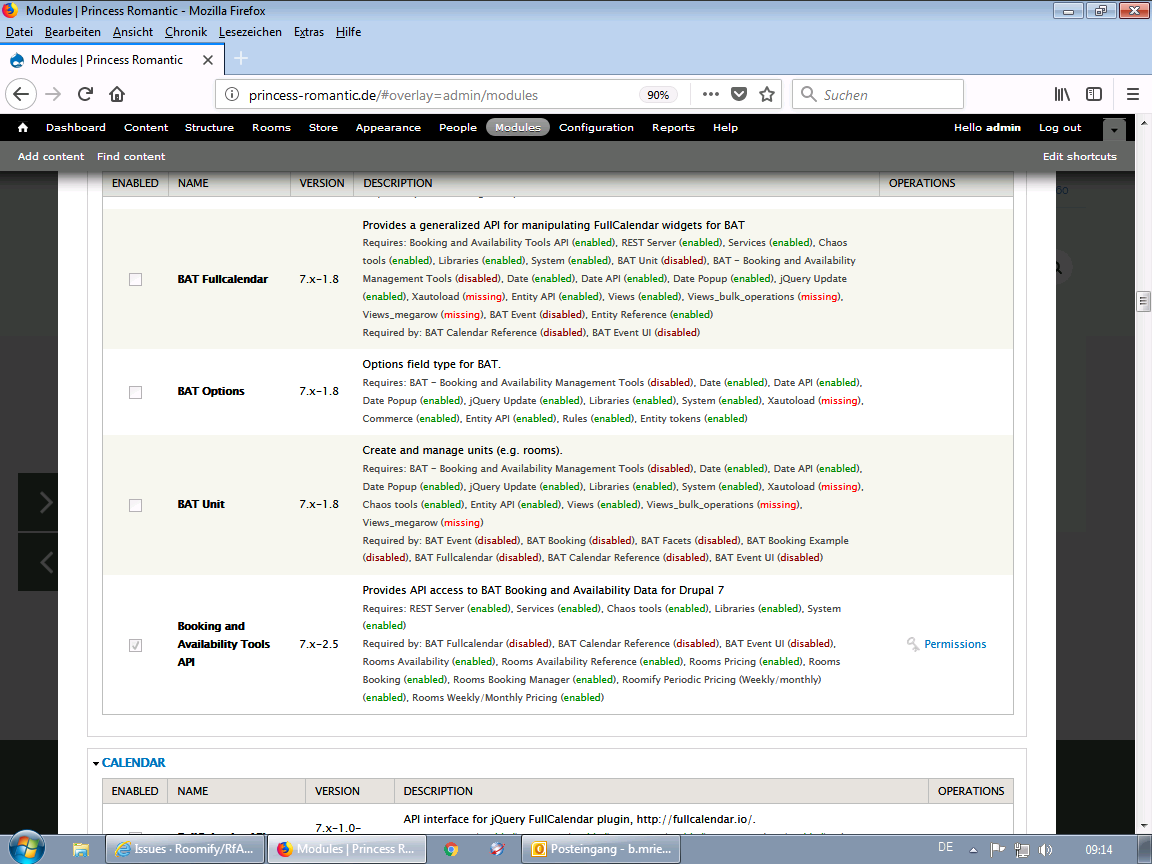 Modules | Princess Romantic - Mozilla Firefox
Datei Bearbeiten Ansicht Chronik Lesezeichen Extras Hilfe
Modules | Princess Romantic
princess-romantic.de/#overlay=admin/modules 90% Suchen
Dashboard Content Structure Rooms Store Appearance People Modules Configuration Reports Help Hello admin Log out
Add content Find content Edit shortcuts
ENABLED NAME VERSION DESCRIPTION OPERATIONS
Provides a generalized API for manipulating FullCalendar widgets for BAT
Requires: Booking and Availability Tools API (enabled), REST Server (enabled), Services (enabled), Chaos
tools (enabled), Libraries (enabled), System (enabled), BAT Unit (disabled), BAT - Booking and Availability
BAT Fullcalendar 7.x-1.8 Management Tools (disabled), Date (enabled), Date API (enabled), Date Popup (enabled), jQuery Update
(enabled), Xautoload (missing), Entity API (enabled), Views (enabled), Views_bulk_operations (missing),
Views_megarow (missing), BAT Event (disabled), Entity Reference (enabled)
Required by: BAT Calendar Reference (disabled), BAT Event UI (disabled)
Options field type for BAT.
Requires: BAT - Booking and Availability Management Tools (disabled), Date (enabled), Date API (enabled),
BAT Options 7.x-1.8
Date Popup (enabled), jQuery Update (enabled), Libraries (enabled), System (enabled), Xautoload (missing),
Commerce (enabled), Entity API (enabled), Rules (enabled), Entity tokens (enabled)
Create and manage units (e.g. rooms).
Requires: BAT - Booking and Availability Management Tools (disabled), Date (enabled), Date API (enabled),
Date Popup (enabled), jQuery Update (enabled), Libraries (enabled), System (enabled), Xautoload (missing),
BAT Unit 7.x-1.8 Chaos tools (enabled), Entity API (enabled), Views (enabled), Views_bulk_operations (missing),
Views_megarow (missing)
Required by: BAT Event (disabled), BAT Booking (disabled), BAT Facets (disabled), BAT Booking Example
(disabled), BAT Fullcalendar (disabled), BAT Calendar Reference (disabled), BAT Event UI (disabled)
Provides API access to BAT Booking and Availability Data for Drupal 7
Requires: REST Server (enabled), Services (enabled), Chaos tools (enabled), Libraries (enabled), System
(enabled)
Booking and
Availability Tools
API
7.x-2.5
Required by: BAT Fullcalendar (disabled), BAT Calendar Reference (disabled), BAT Event UI (disabled),
Rooms Availability (enabled), Rooms Availability Reference (enabled), Rooms Pricing (enabled), Rooms
Booking (enabled), Rooms Booking Manager (enabled), Roomify Periodic Pricing (Weekly/monthly)
(enabled), Rooms Weekly/Monthly Pricing (enabled)
Permissions
CALENDAR
ENABLED NAME VERSION DESCRIPTION OPERATIONS
API interface for jQuery FullCalendar plugin, http://fullcalendar.io/.
7.x-1.0-
Issues · Roomify/RfA... Modules | Princess R... Posteingang - b.mrie... DE 09:14